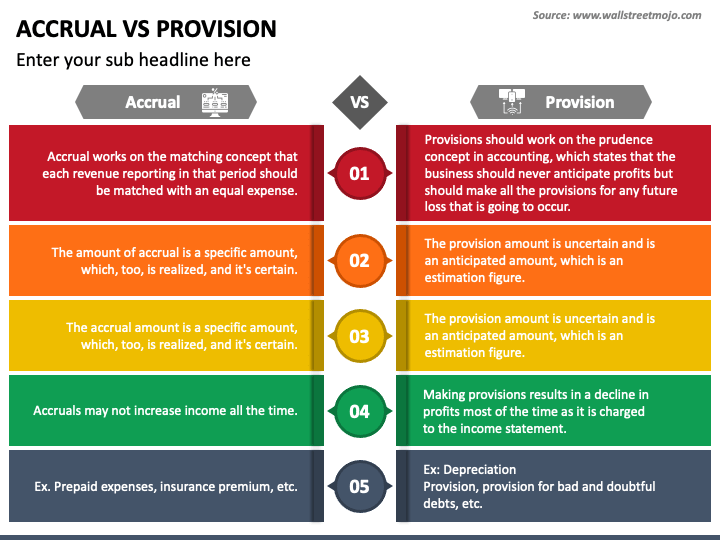 Source: www.wallstreetmojo.com
ACCRUAL VS PROVISION
Enter your sub headline here
Accrual
VS
Provision
Accrual works on the matching concept that
each revenue reporting in that period should
be matched with an equal expense.
01
Provisions should work on the prudence
concept in accounting, which states that the
business should never anticipate profits but
should make all the provisions for any future
loss that is going to occur.
The amount of accrual is a specific amount,
which, too, is realized, and it's certain.
02
The provision amount is uncertain and is
an anticipated amount, which is an
estimation figure.
The accrual amount is a specific amount,
which, too, is realized, and it's certain.
03
The provision amount is uncertain and is
an anticipated amount, which is an
estimation figure.
Accruals may not increase income all the time.
04
Making provisions results in a decline in
profits most of the time as it is charged
to the income statement.
Ex. Prepaid expenses, insurance premium, etc.
05
Ex: Depreciation
Provision, provision for bad and doubtful
debts, etc.